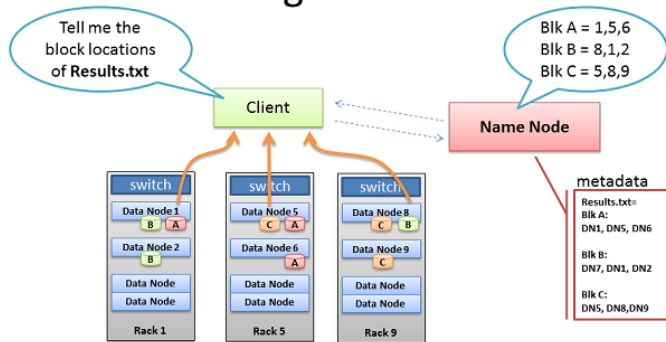 Tell me the
block locations
of Results.txt
Blk A = 1,5,6
Blk B = 8,1,2
Blk C = 5,8,9
Client
Name Node
switch
Data Node 1
B A
Data Node 2
B
Data Node
Data Node
Rack 1
switch
Data Node 5
C A
Data Node 6
A
Data Node
Data Node
Rack 5
switch
Data Node 8
C B
Data Node 9
C
Data Node
Data Node
Rack 9
metadata
Results.txt=
Blk A:
DN1, DN5, DN6
Blk B:
DN7, DN1, DN2
Blk C:
DN5, DN8,DN9